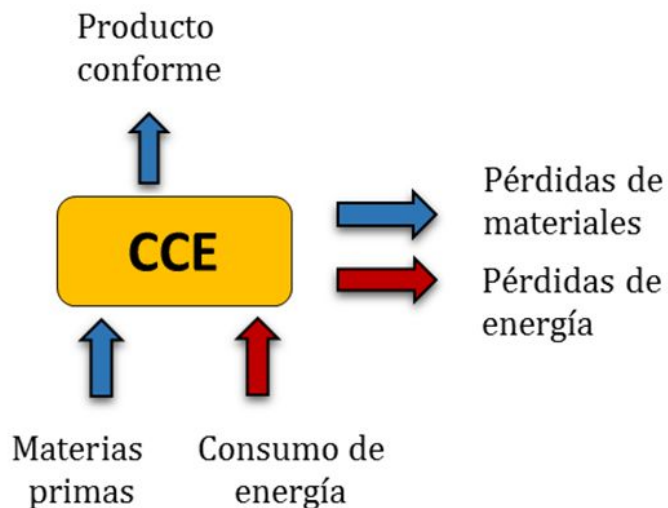 Producto
conforme
CCE
Pérdidas de
materiales
Pérdidas de
energía
Materias
primas
Consumo de
energía